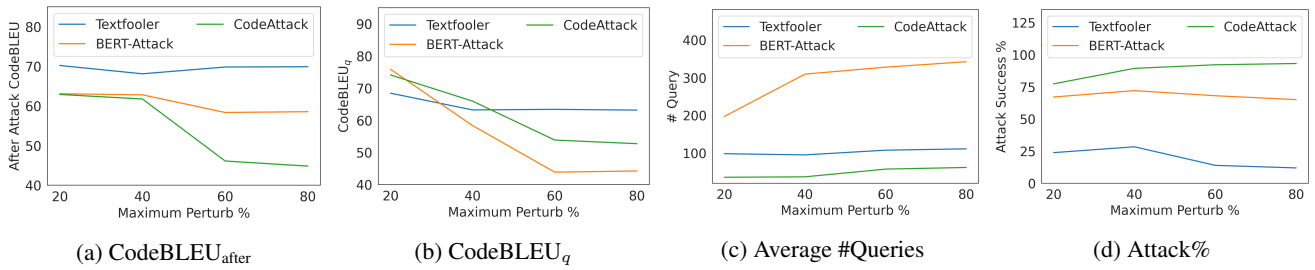 After Attack CodeBLEU
80
70
60
50
40
Textfooler
BERT-Attack
CodeAttack
20 40 60 80
Maximum Perturb %
(a) CodeBLEUafter
CodeBLEUq
90
80
70
60
50
40
Textfooler
BERT-Attack
CodeAttack
20 40 60 80
Maximum Perturb %
(b) CodeBLEUq
# Query
400
300
200
100
Textfooler
BERT-Attack
CodeAttack
20 40 60 80
Maximum Perturb %
(c) Average #Queries
Attack Success %
125
100
75
50
25
0
Textfooler
BERT-Attack
CodeAttack
20 40 60 80
Maximum Perturb %
(d) Attack%